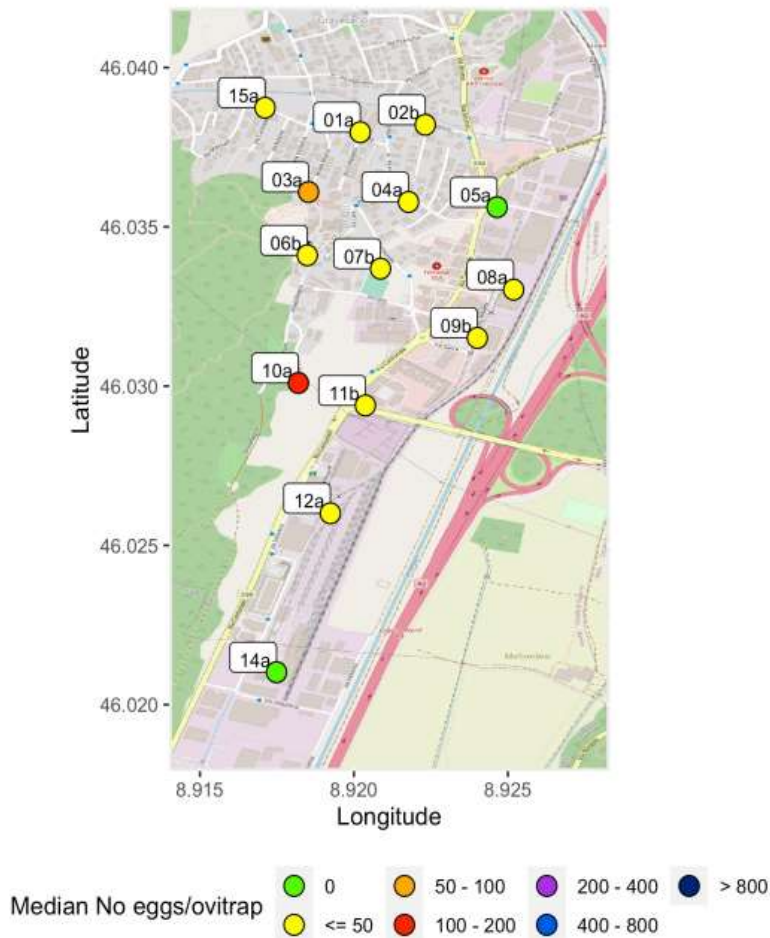 46.040
15a
01a
02b
03a
04a
05a
46.035
06b
07b
08a
09b
10a
46.030
11b
12a
46.025
14a
46.020
8.915
8.920
8.925
Latitude
Longitude
Median No eggs/ovitrap
0
50 - 100
200 - 400
> 800
<= 50
100 - 200
400 - 800